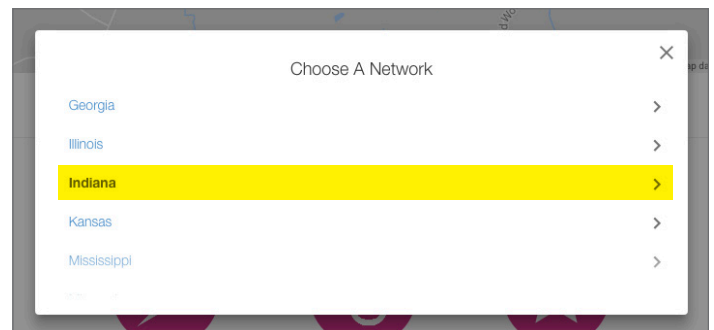 Choose A Network
Georgia
Illinois
Indiana
Kansas
Mississippi